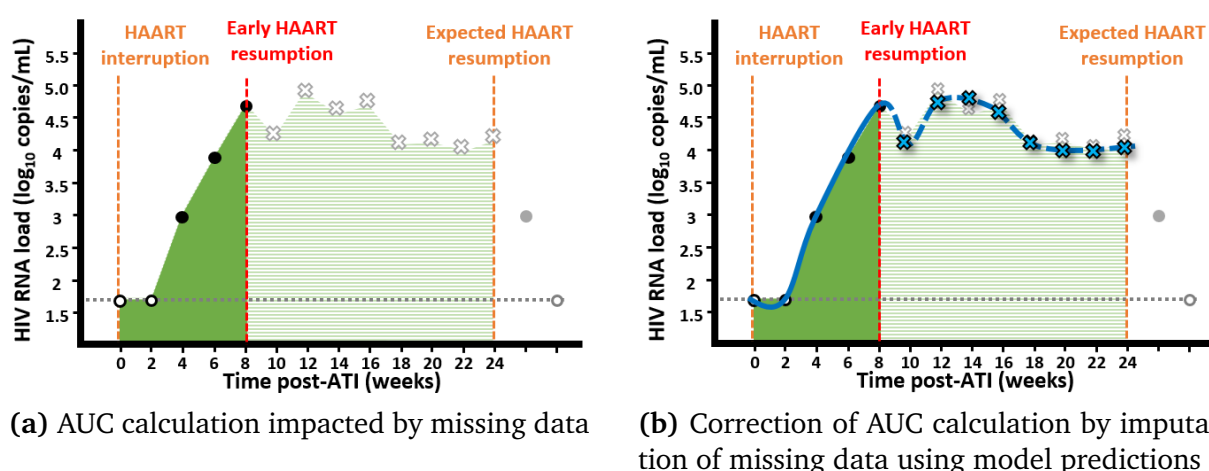 HAART
interruption
Early HAART
resumption
Expected HAART
resumption
HIV RNA load (log10 copies/mL)
5.5
5.0
4.5
4
3.5
3
2.5
2
1.5
0 2 4 6 8 10 12 14 16 18 20 22 24
Time post-ATI (weeks)
(a) AUC calculation impacted by missing data
HAART
interruption
Early HAART
resumption
Expected HAART
resumption
HIV RNA load (log10 copies/mL)
5.5
5.0
4.5
4
3.5
3
2.5
2
1.5
0 2 4 6 8 10 12 14 16 18 20 22 24
Time post-ATI (weeks)
(b) Correction of AUC calculation by imputa
tion of missing data using model predictions